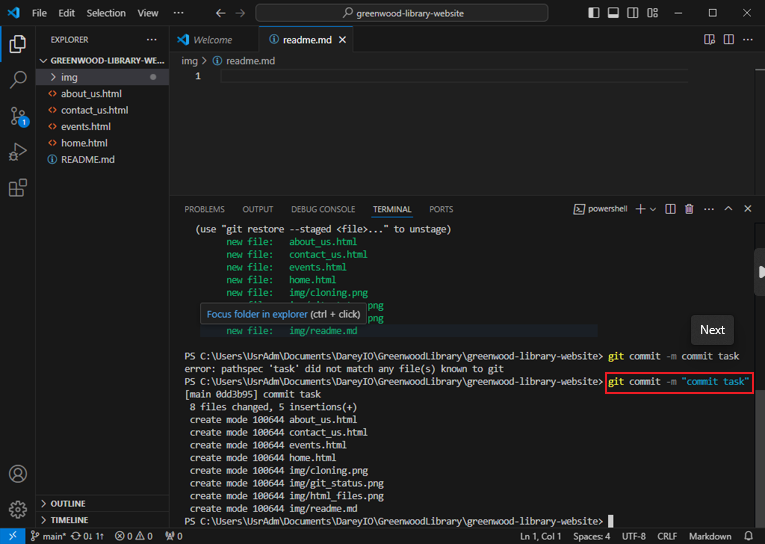 File Edit Selection View ··· greenwood-library-website
EXPLORER ···
Welcome readme.md
GREENWOOD-LIBRARY-WE...
img > readme.md
img
about_us.html
contact_us.html
events.html
home.html
README.md
1
PROBLEMS OUTPUT DEBUG CONSOLE TERMINAL PORTS powershell
(use "git restore --staged <file>..." to unstage)
new file: about_us.html
new file: contact_us.html
new file: events.html
new file: home.html
new file: img/cloning.png
png
Focus folder in explorer (ctrl + click) png
new file: img/readme.md
Next
PS C:\Users\UsrAdm\Documents\DareyIO\GreenwoodLibrary\greenwood-library-website> git commit -m commit task
error: pathspec 'task' did not match any file(s) known to git
PS C:\Users\UsrAdm\Documents\DareyIO\GreenwoodLibrary\greenwood-library-website> git commit -m "commit task"
[main 0dd3b95] commit task
8 files changed, 5 insertions(+)
create mode 100644 about_us.html
create mode 100644 contact_us.html
create mode 100644 events.html
create mode 100644 home.html
create mode 100644 img/cloning.png
create mode 100644 img/git_status.png
create mode 100644 img/html_files.png
create mode 100644 img/readme.md
PS C:\Users\UsrAdm\Documents\DareyIO\GreenwoodLibrary\greenwood-library-website>
1
OUTLINE
TIMELINE
main* 0↓ 1↑ 0 0 0 Ln 1, Col 1 Spaces: 4 UTF-8 CRLF Markdown